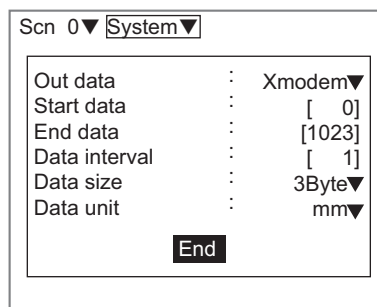 Scn 0▼ System▼
Out data : Xmodem▼
Start data : [ 0]
End data : [1023]
Data interval : [ 1]
Data size : 3Byte▼
Data unit : mm▼
End